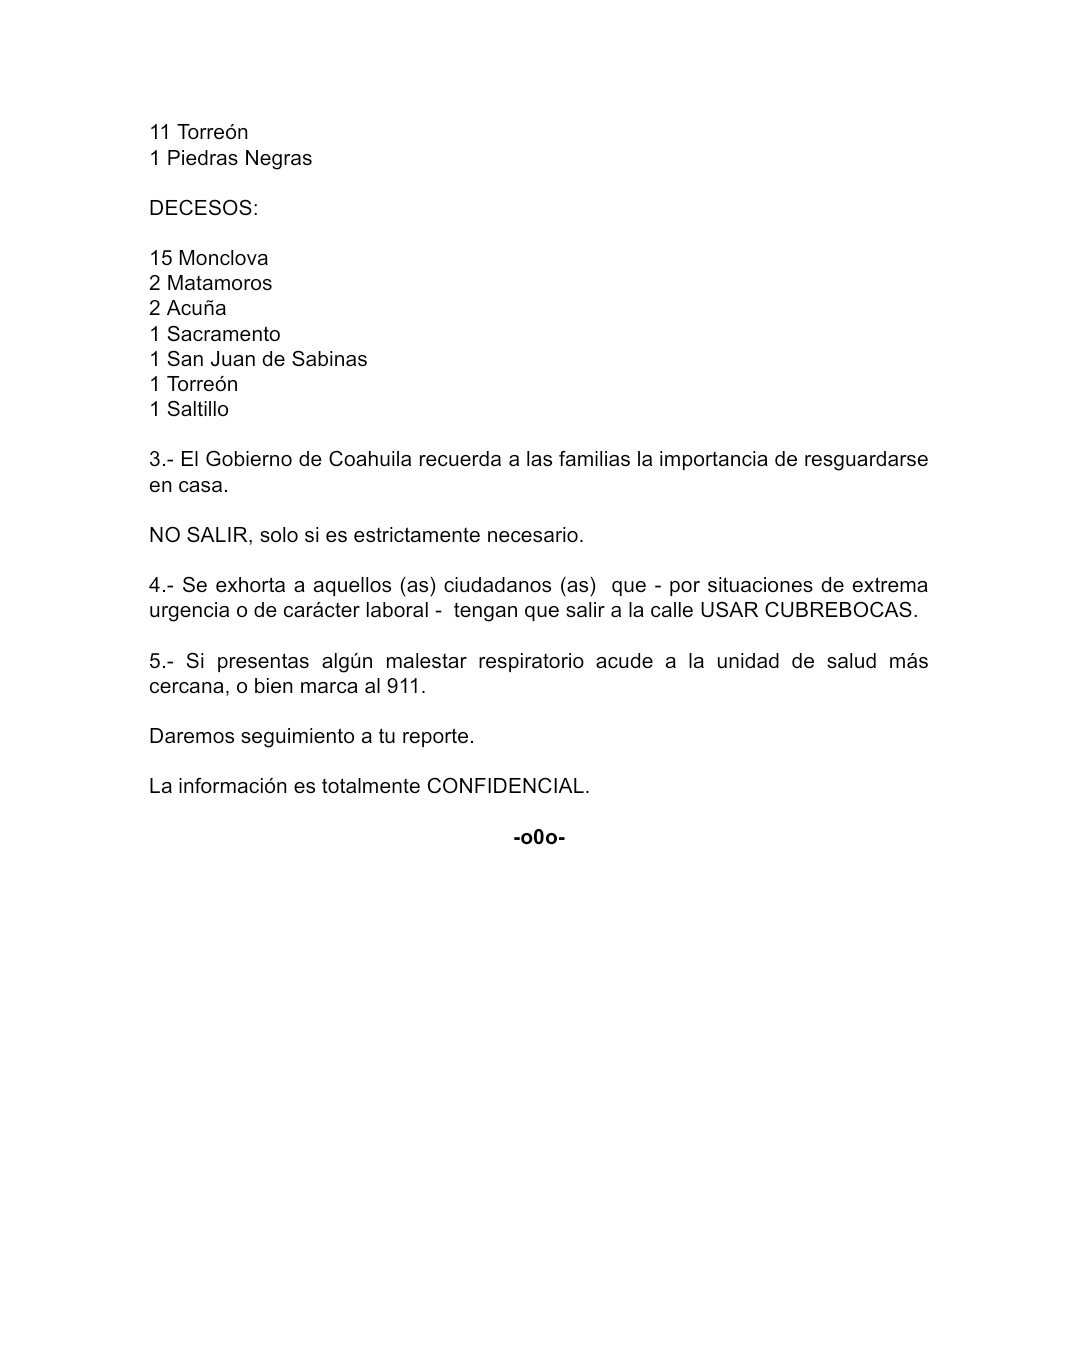 11 Torreón
1 Piedras Negras
DECESOS:
15 Monclova
2 Matamoros
2 Acuña
1 Sacramento
1 San Juan de Sabinas
1 Torreón
1 Saltillo
3.- El Gobierno de Coahuila recuerda a las familias la importancia de resguardarse
en casa.
NO SALIR, solo si es estrictamente necesario.
4.- Se exhorta a aquellos (as) ciudadanos (as)  que - por situaciones de extrema
urgencia o de carácter laboral -  tengan que salir a la calle USAR CUBREBOCAS.
5.- Si presentas algún malestar respiratorio acude a la unidad de salud más
cercana, o bien marca al 911.
Daremos seguimiento a tu reporte.
La información es totalmente CONFIDENCIAL.
-o0o-